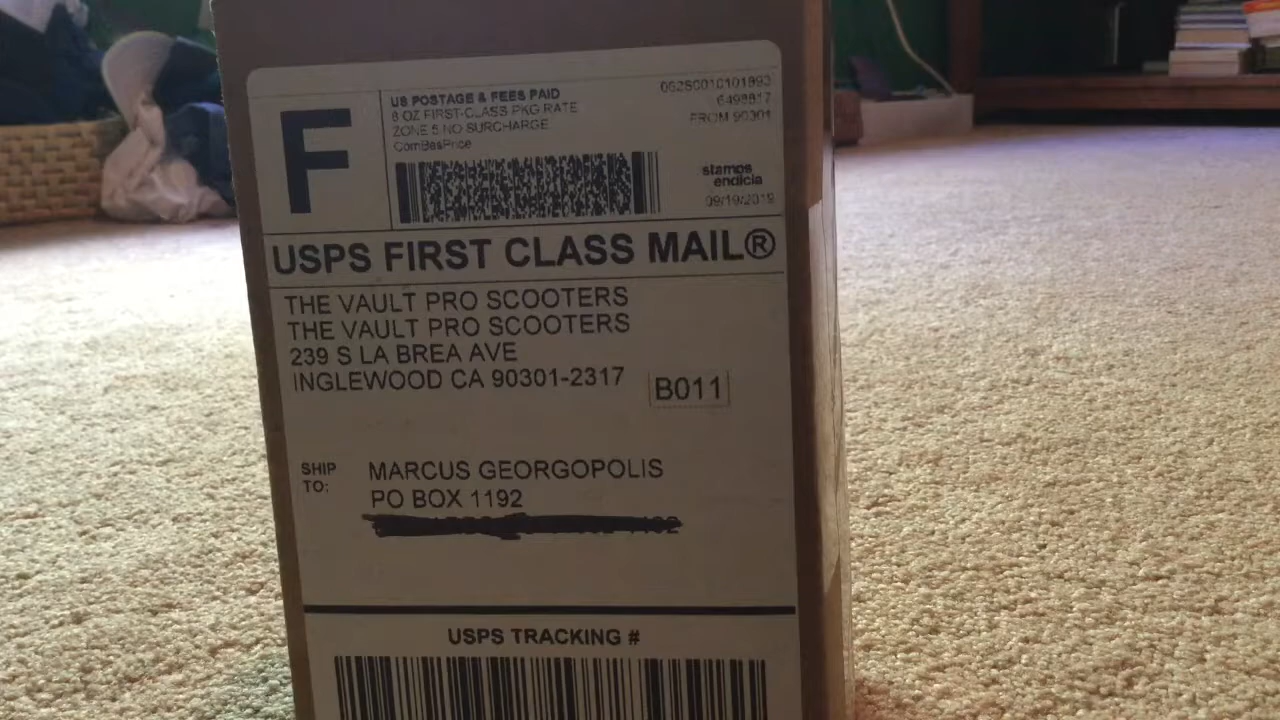 F
US POSTAGE & FEES PAID
8 OZ FIRST-CLASS PKG RATE
ZONE 5 NO SURCHARGE
ComBasPrice
062S0010101893
6498817
FROM 90301
stamps
endicia
09/19/2019
USPS FIRST CLASS MAIL®
THE VAULT PRO SCOOTERS
THE VAULT PRO SCOOTERS
239 S LA BREA AVE
INGLEWOOD CA 90301-2317
B011
SHIP
TO:
MARCUS GEORGOPOLIS
PO BOX 1192
USPS TRACKING #